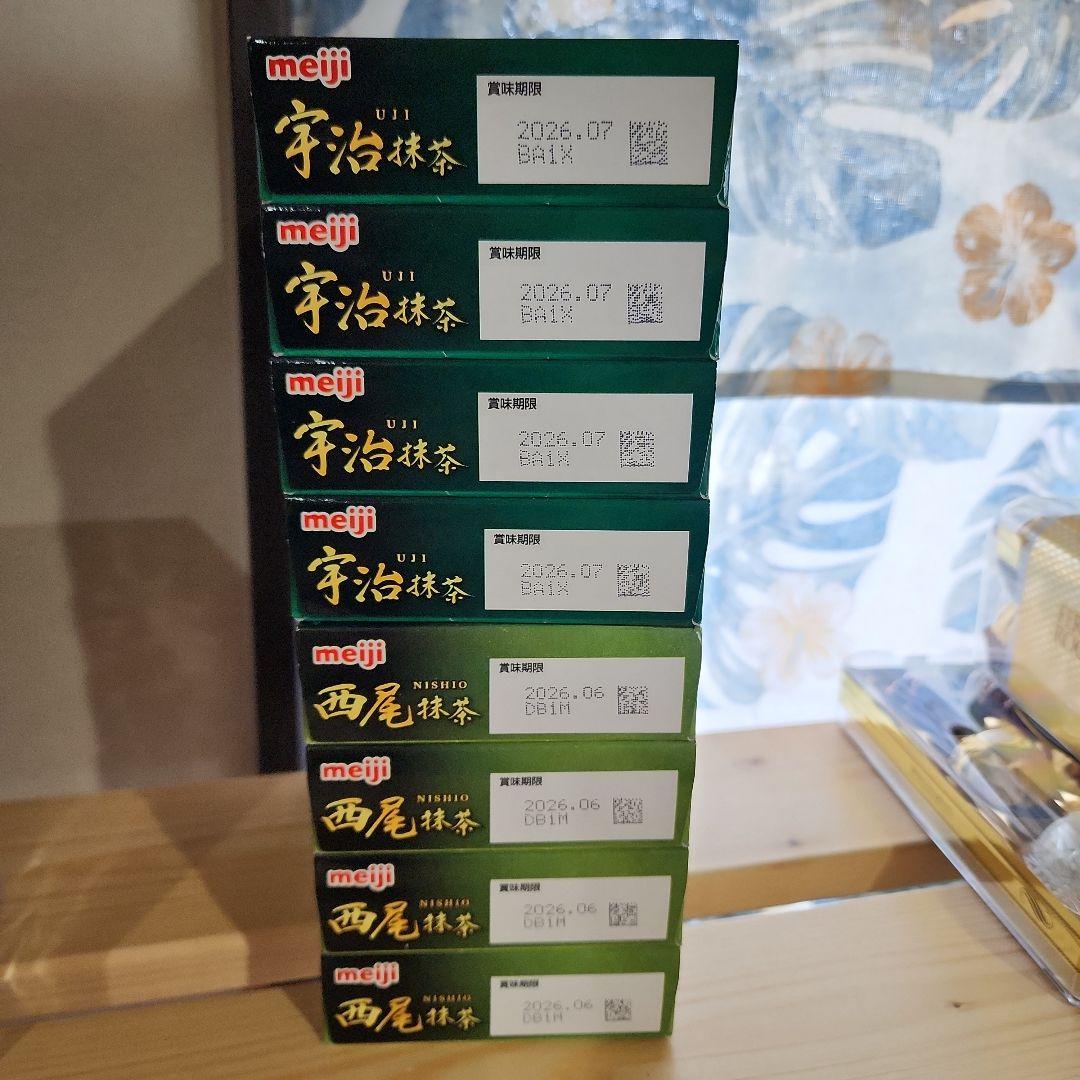 meiji
UJI
宇治抹茶
賞味期限
2026.07
BA1X
meiji
UJI
宇治抹茶
賞味期限
2026.07
BA1X
meiji
UJI
宇治抹茶
賞味期限
2026.07
BA1X
meiji
UJI
宇治抹茶
賞味期限
2026.07
BA1X
meiji
NISHIO
西尾抹茶
賞味期限
2026.06
DB1M
meiji
NISHIO
西尾抹茶
賞味期限
2026.06
DB1M
meiji
NISHIO
西尾抹茶
賞味期限
2026.06
DB1M
meiji
NISHIO
西尾抹茶
賞味期限
2026.06
DB1M